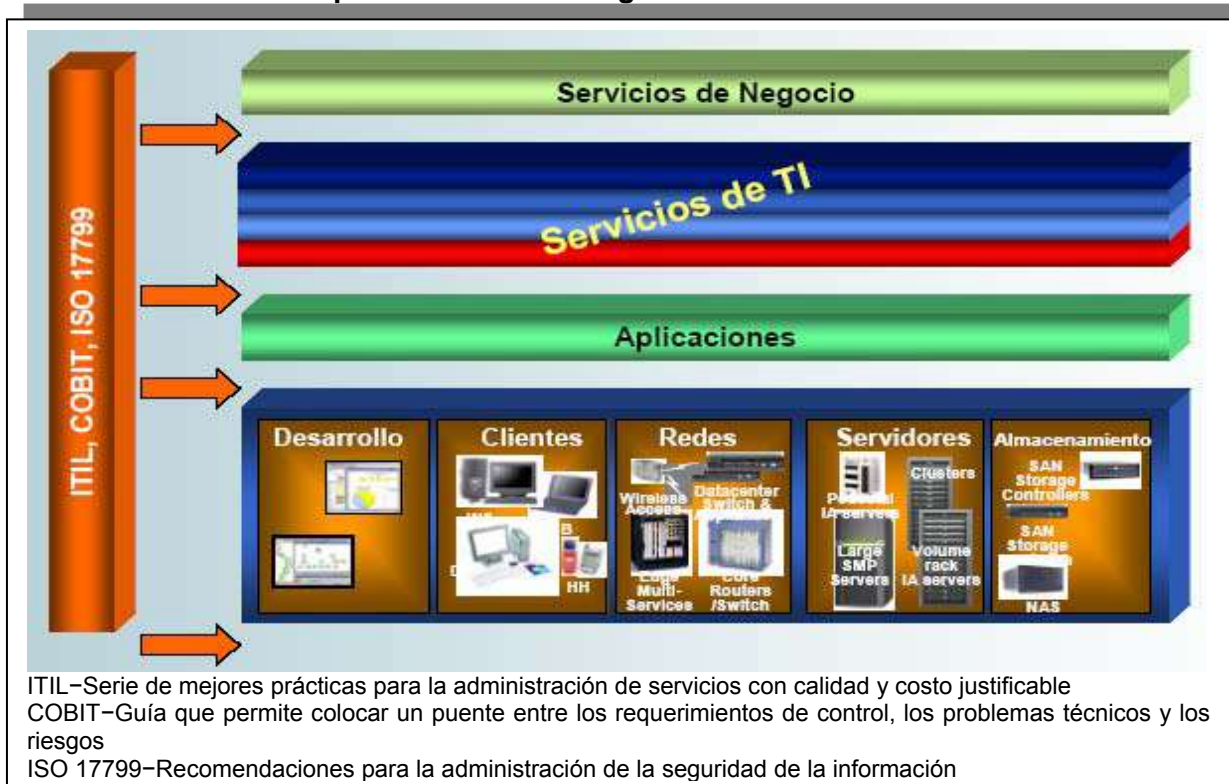 ITIL, COBIT, ISO 17799
Servicios de Negocio
Servicios de TI
Aplicaciones
Desarrollo
Clientes
B
HH
Redes
Wireless
Access
Datacenter
Switch &
Edge
Multi-
Services
Core
Routers
/Switch
Servidores
Clusters
IA servers
Large
SMP
Servers
Volume
rack
IA servers
Almacenamiento
SAN
Storage
Controllers
SAN
Storage
NAS
ITIL−Serie de mejores prácticas para la administración de servicios con calidad y costo justificable
COBIT−Guía que permite colocar un puente entre los requerimientos de control, los problemas técnicos y los
riesgos
ISO 17799−Recomendaciones para la administración de la seguridad de la información